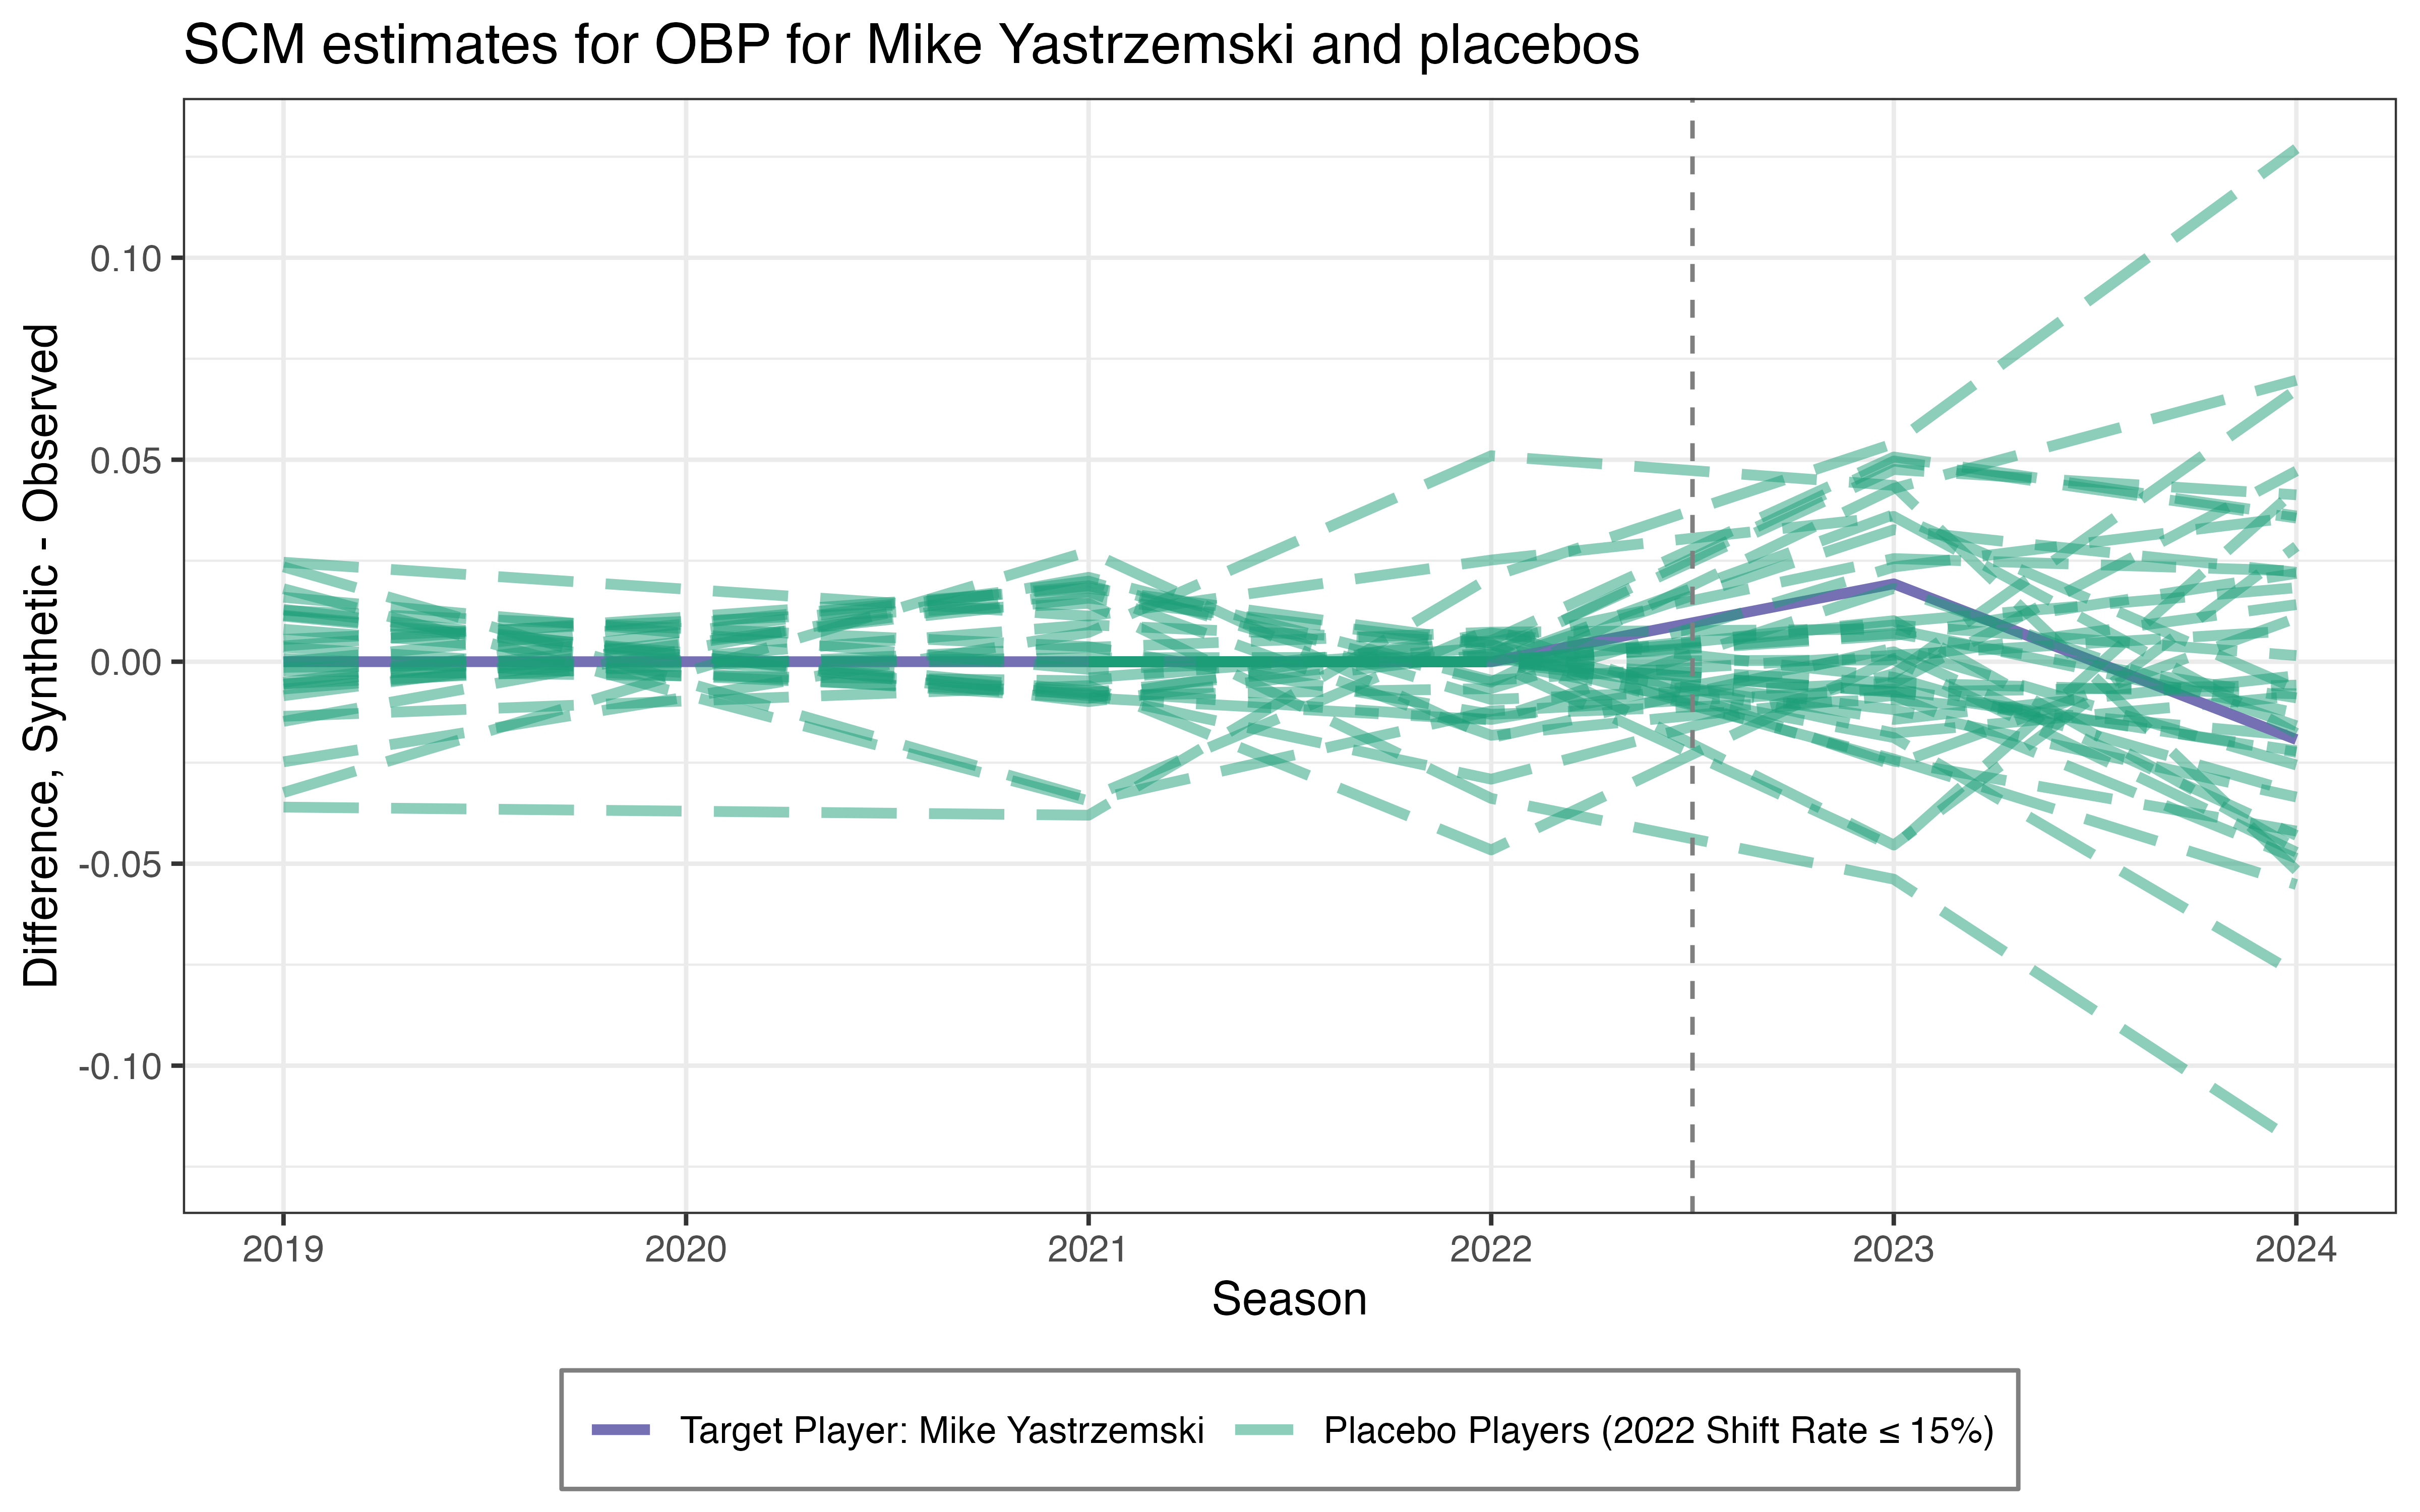 SCM estimates for OBP for Mike Yastrzemski and placebos
Difference, Synthetic - Observed
0.10
0.05
0.00
-0.05
-0.10
2019 2020 2021 2022 2023 2024
Season
Target Player: Mike Yastrzemski Placebo Players (2022 Shift Rate ≤ 15%)